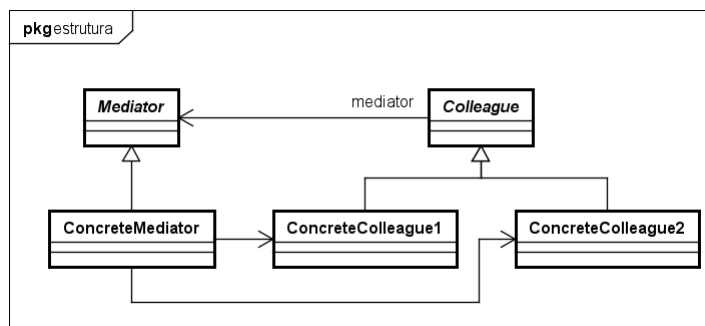 pkg estrutura
Mediator
mediator
Colleague
ConcreteMediator
ConcreteColleague1
ConcreteColleague2